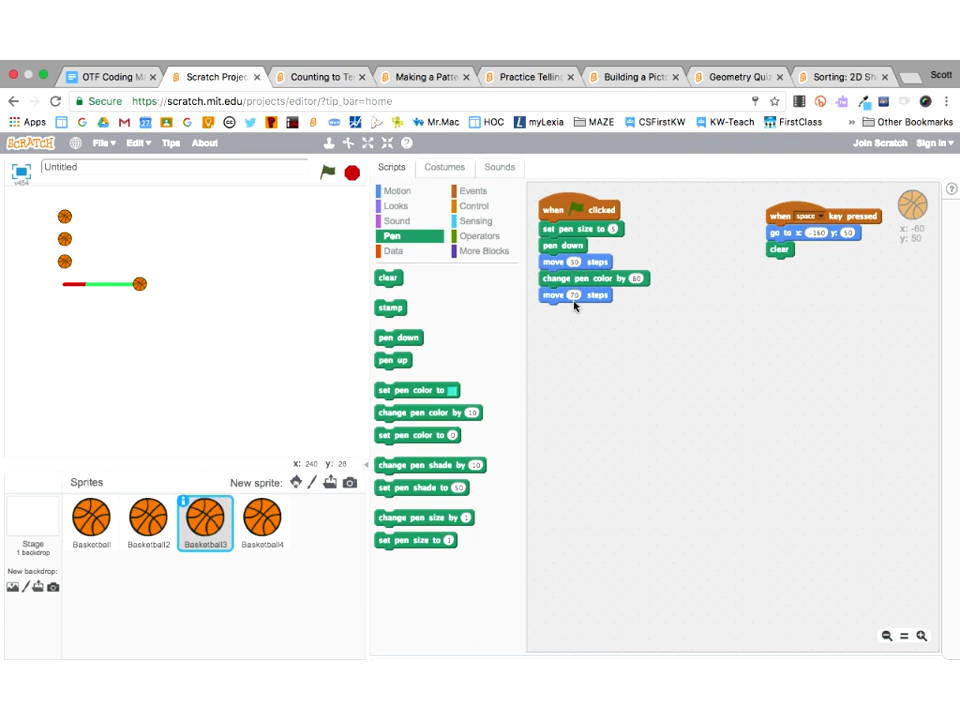 OTF Coding M
Scratch Projec
Counting to Te
Making a Patte
Practice Telling
Building a Pict
Geometry Quiz
Sorting: 2D Sh
Scott
Secure https://scratch.mit.edu/projects/editor/?tip_bar=home
Apps Mr.Mac HOC myLexia MAZE CSFirstKW KW-Teach FirstClass » Other Bookmarks
SCRATCH File Edit Tips About Join Scratch Sign in
v454
Untitled
Scripts Costumes Sounds
Motion Events
Looks Control
Sound Sensing
Pen Operators
Data More Blocks
clear
stamp
pen down
pen up
set pen color to
change pen color by 10
set pen color to 0
change pen shade by 10
set pen shade to 50
change pen size by 1
set pen size to 1
when clicked
set pen size to 5
pen down
move 30 steps
change pen color by 80
move 70 steps
when space key pressed
go to x: -160 y: 50
clear
x: -60
y: 50
x: 240 y: 28
Sprites New sprite:
Stage
1 backdrop
New backdrop:
Basketball Basketball2 Basketball3 Basketball4